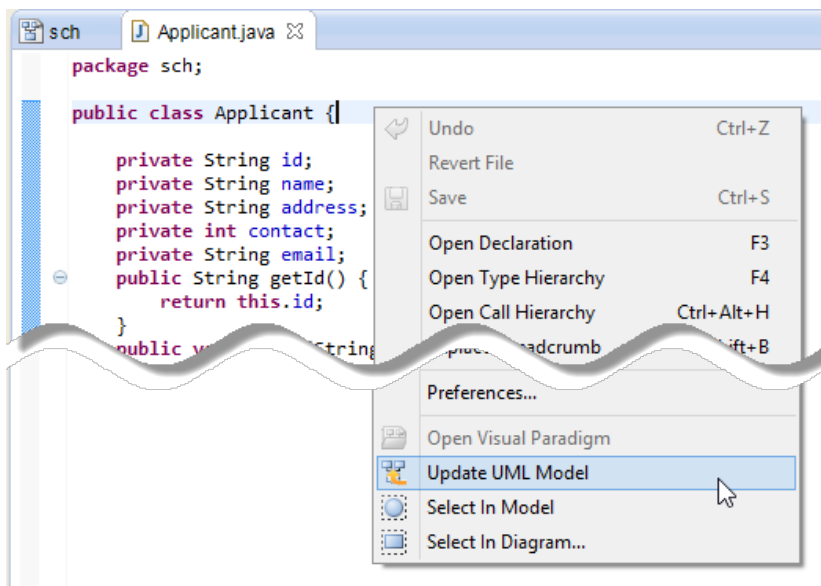 sch
Applicant.java
package sch;
public class Applicant {
private String id;
private String name;
private String address;
private int contact;
private String email;
public String getId() {
return this.id;
}
public
Undo Ctrl+Z
Revert File
Save Ctrl+S
Open Declaration F3
Open Type Hierarchy F4
Open Call Hierarchy Ctrl+Alt+H
Preferences...
Open Visual Paradigm
Update UML Model
Select In Model
Select In Diagram...